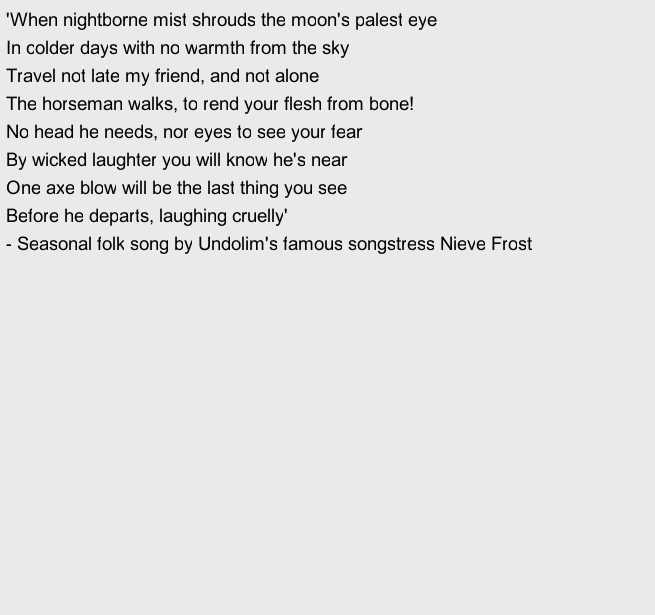 'When nightborne mist shrouds the moon's palest eye
In colder days with no warmth from the sky
Travel not late my friend, and not alone
The horseman walks, to rend your flesh from bone!
No head he needs, nor eyes to see your fear
By wicked laughter you will know he's near
One axe blow will be the last thing you see
Before he departs, laughing cruelly'
- Seasonal folk song by Undolim's famous songstress Nieve Frost